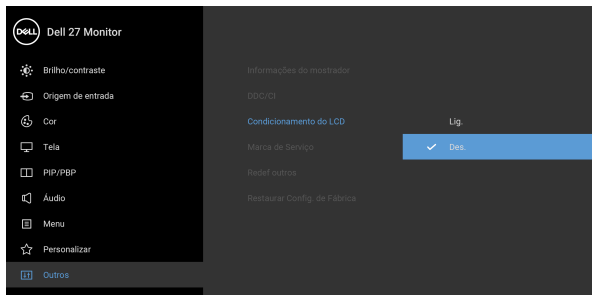 DELL Dell 27 Monitor
Brilho/contraste
Origem de entrada
Cor
Tela
PIP/PBP
Áudio
Menu
Personalizar
Outros
Informações do mostrador
DDC/CI
Condicionamento do LCD
Marca de Serviço
Redef outros
Restaurar Config. de Fábrica
Lig.
Des.